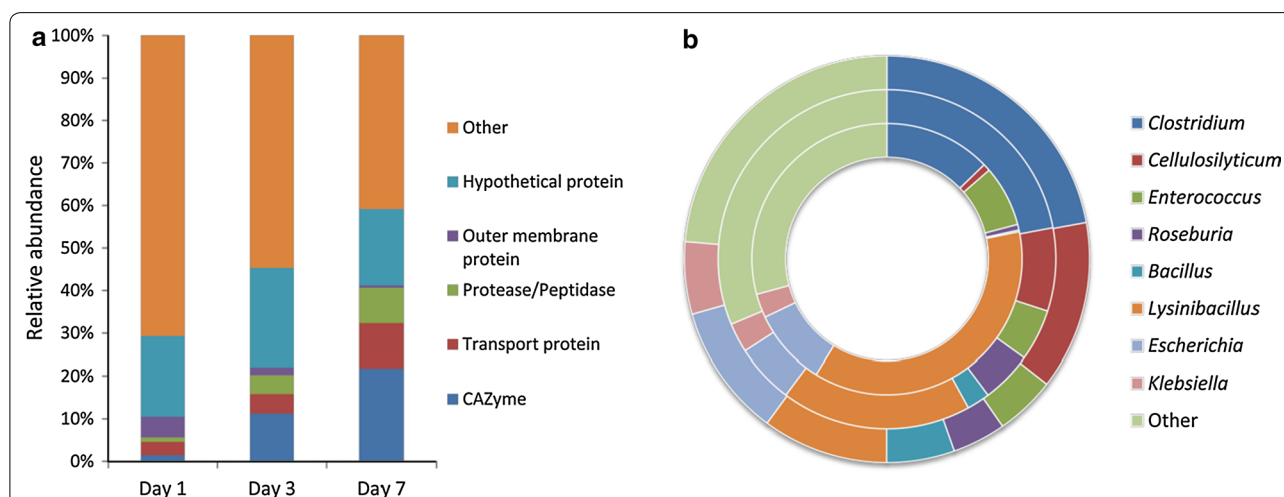 a
100%
90%
80%
70%
60%
50%
40%
30%
20%
10%
0%
Relative abundance
Day 1
Day 3
Day 7
Other
Hypothetical protein
Outer membrane
protein
Protease/Peptidase
Transport protein
CAZyme
b
Clostridium
Cellulosilyticum
Enterococcus
Roseburia
Bacillus
Lysinibacillus
Escherichia
Klebsiella
Other